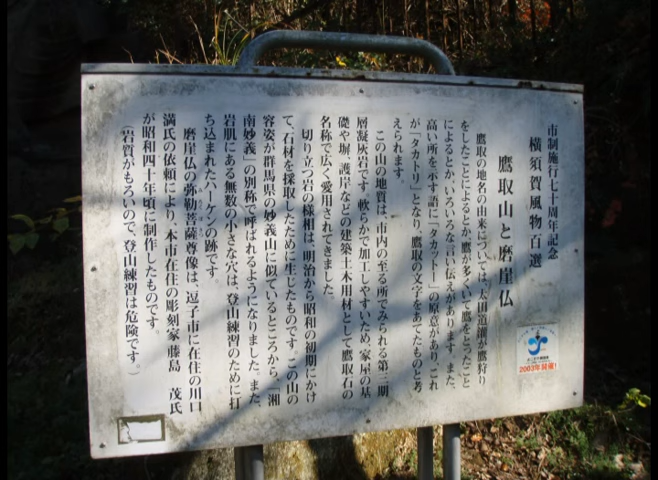 市制施行七十周年記念
横須賀風物百選
鷹取山と磨崖仏
鷹取の地名の由来については、太田道灌が鷹狩り
をしたことによるとか、鷹が多くいて鷹をとったこと
によるとか、いろいろな言い伝えがあります。また、
高い所を示す語に「タカットー」の原意があり、これ
が「タカトリ」となり、鷹取の文字をあてたものと考
えられます。
この山の地質は、市内の至る所でみられる第三期
層凝灰岩です。軟らかで加工しやすいため、家屋の基
礎や塀、護岸などの建築土木用材として鷹取石の
名称で広く愛用されてきました。
切り立つ岩の様相は、明治から昭和の初期にかけ
て、石材を採取したために生じたものです。この山の
容姿が群馬県の妙義山に似ているところから、「湘
南妙義」の別称で呼ばれるようになりました。また、
岩肌にある無数の小さな穴は、登山練習のために打
ち込まれたハーケンの跡です。
磨崖仏の弥勒菩薩尊像は、逗子市に在住の川口
満氏の依頼により、本市在住の彫刻家 藤島 茂氏
が昭和四十年頃に制作したものです。
(岩質がもろいので、登山練習は危険です。)
2003年開催!